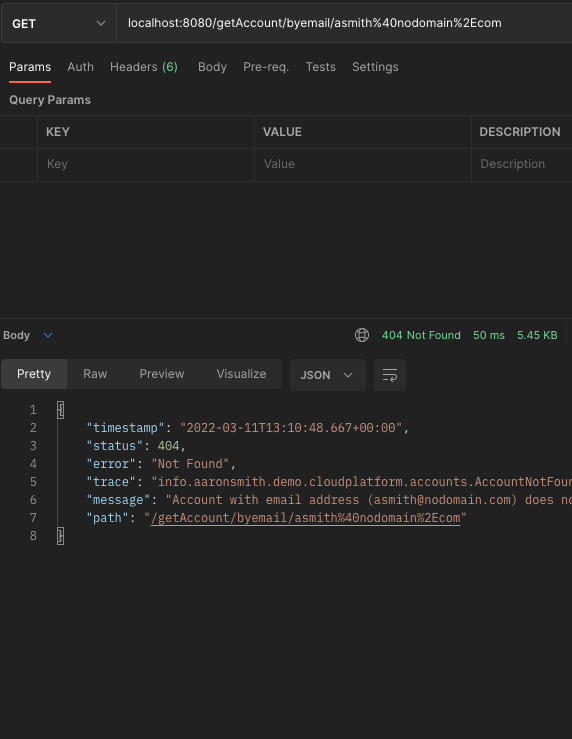 GET localhost:8080/getAccount/byemail/asmith%40nodomain%2Ecom
Params Auth Headers (6) Body Pre-req. Tests Settings
Query Params
KEY VALUE DESCRIPTION
Key Value Description
Body 404 Not Found 50 ms 5.45 KB
Pretty Raw Preview Visualize JSON
1 {
2 "timestamp": "2022-03-11T13:10:48.667+00:00",
3 "status": 404,
4 "error": "Not Found",
5 "trace": "info.aaronsmith.demo.cloudplatform.accounts.AccountNotFoun
6 "message": "Account with email address (asmith@nodomain.com) does no
7 "path": "/getAccount/byemail/asmith%40nodomain%2Ecom"
8 }